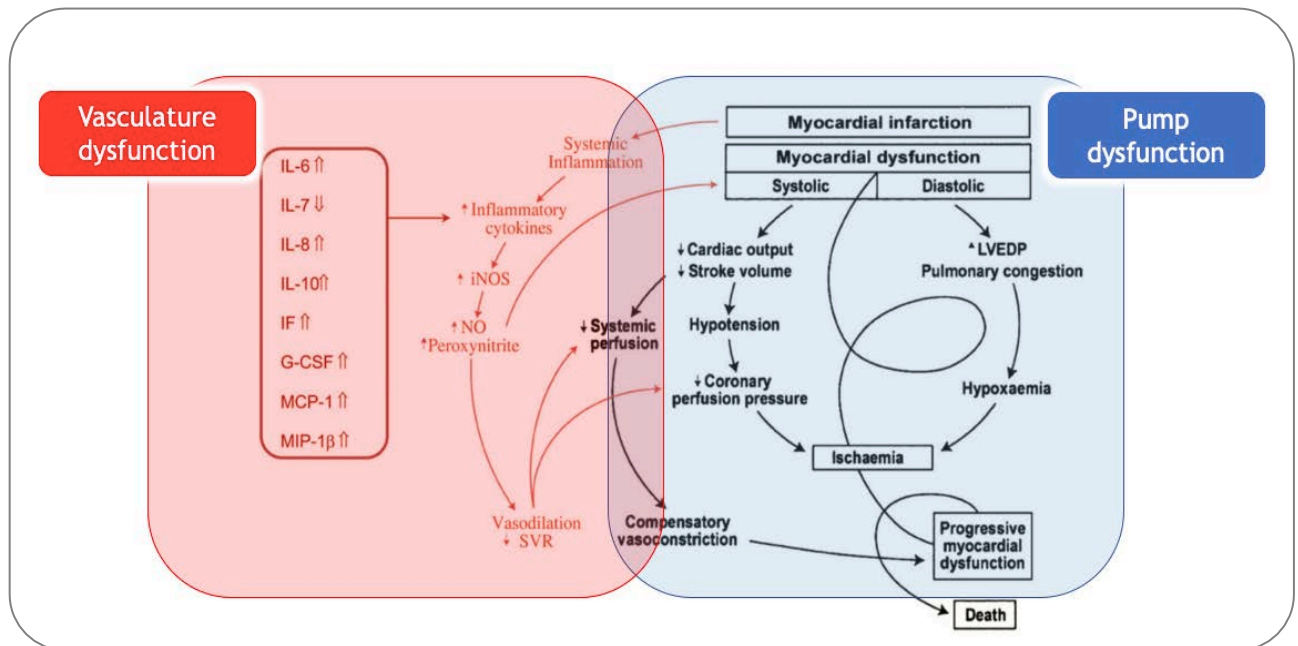 Vasculature
dysfunction
Pump
dysfunction
IL-6⇑
IL-7⇓
IL-8⇑
IL-10⇑
IF⇑
G-CSF⇑
MCP-1⇑
MIP-1β⇑
Systemic
Inflammation
↑Inflammatory
cytokines
↑ iNOS
↑NO
↑Peroxynitrite
Vasodilation
↓ SVR
Myocardial infarction
Myocardial dysfunction
Systolic
Diastolic
↓Cardiac output
↓Stroke volume
▲LVEDP
Pulmonary congestion
↓Systemic
perfusion
Hypotension
↓Coronary
perfusion pressure
Hypoxaemia
Ischaemia
Compensatory
vasoconstriction
Progressive
myocardial
dysfunction
Death